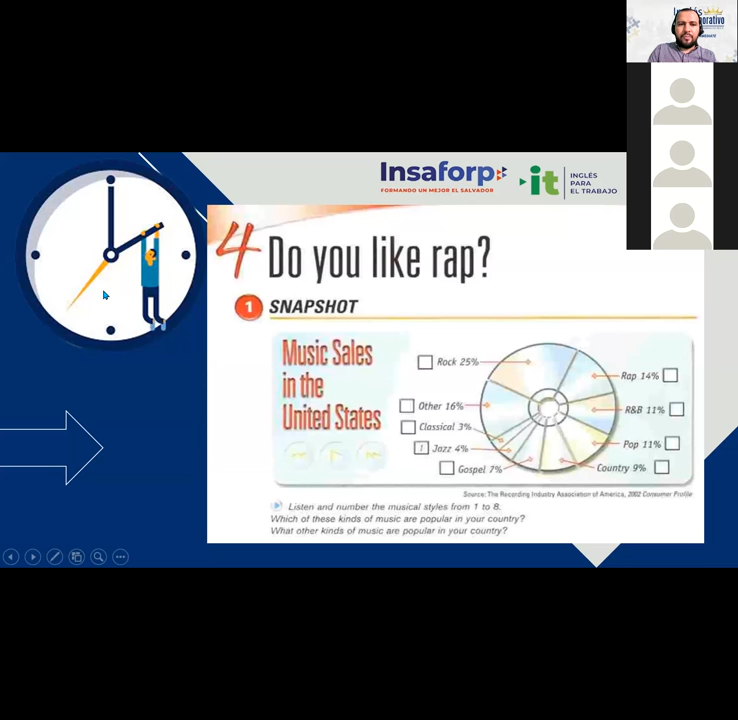 Inglés
orativo
Insaforp
FORMANDO UN MEJOR EL SALVADOR
it
INGLÉS
PARA
EL TRABAJO
4 Do you like rap?
1 SNAPSHOT
Music Sales
in the
United States
Rock 25%
Rap 14%
Other 16%
R&B 11%
Classical 3%
Pop 11%
1 Jazz 4%
Gospel 7%
Country 9%
Source: The Recording Industry Association of America, 2002 Consumer Profile
Listen and number the musical styles from 1 to 8.
Which of these kinds of music are popular in your country?
What other kinds of music are popular in your country?